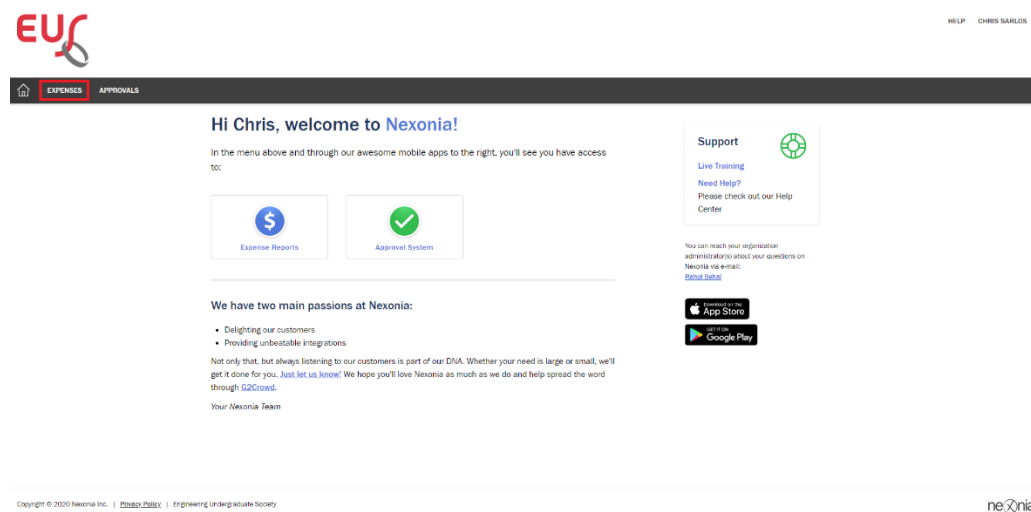 EUS
HELP CHRIS SARLOS
EXPENSES APPROVALS
Hi Chris, welcome to Nexonia!
In the menu above and through our awesome mobile apps to the right, you'll see you have access
to:
Expense Reports Approval System
We have two main passions at Nexonia:
• Delighting our customers
• Providing unbeatable integrations
Not only that, but always listening to our customers is part of our DNA. Whether your need is large or small, we'll
get it done for you. Just let us know! We hope you'll love Nexonia as much as we do and help spread the word
through G2Crowd.
Your Nexonia Team
Support
Live Training
Need Help?
Please check out our Help
Center
You can reach your organization
administrator(s) about your questions on
Nexonia via e-mail:
Rahul Behal
Download on the
App Store
GET IT ON
Google Play
Copyright © 2020 Nexonia Inc. | Privacy Policy | Engineering Undergraduate Society
nexonia